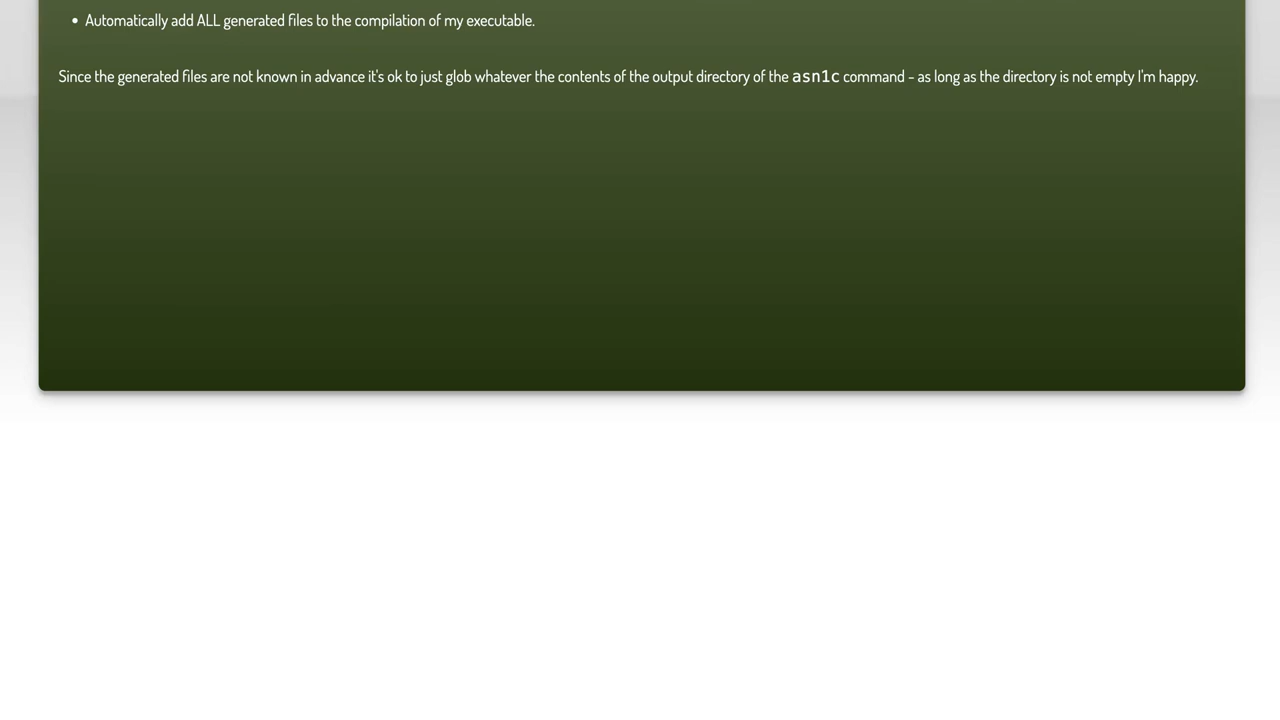 • Automatically add ALL generated files to the compilation of my executable.
Since the generated files are not known in advance it's ok to just glob whatever the contents of the output directory of the asn1c command - as long as the directory is not empty I'm happy.